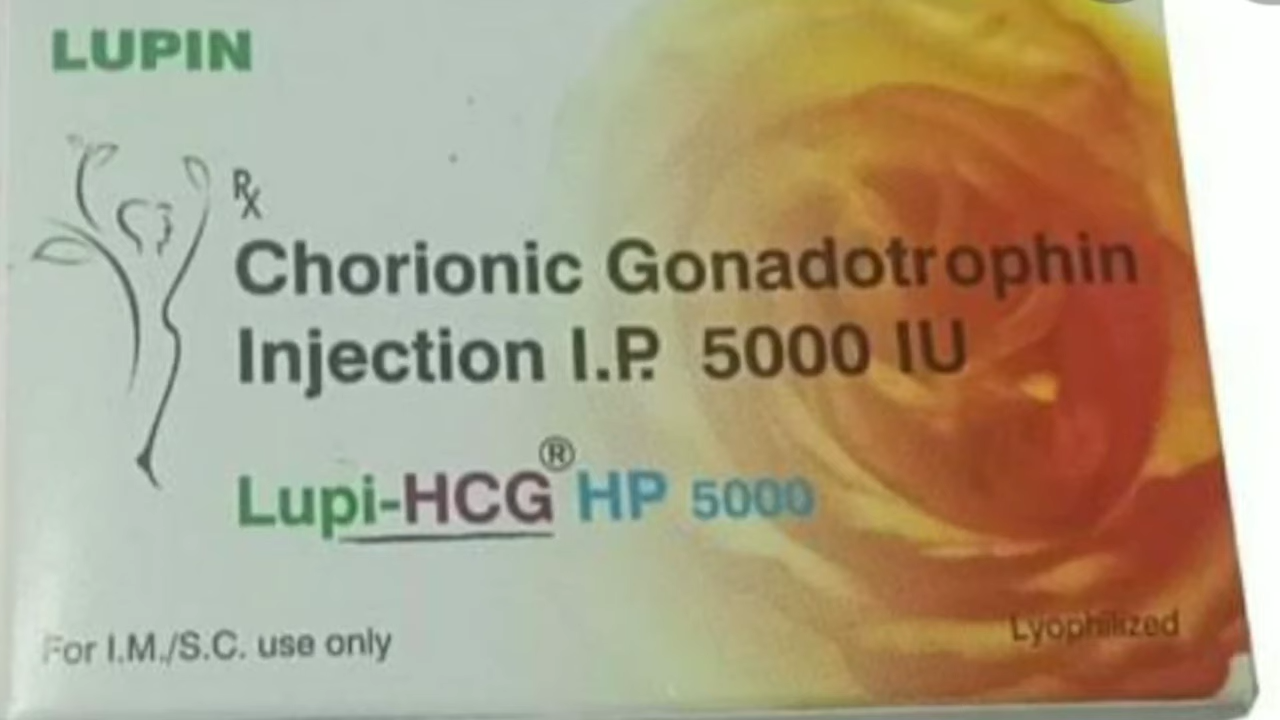 LUPIN
Rx
Chorionic Gonadotrophin
Injection I.P. 5000 IU
Lupi-HCG® HP 5000
For I.M./S.C. use only
Lyophilized